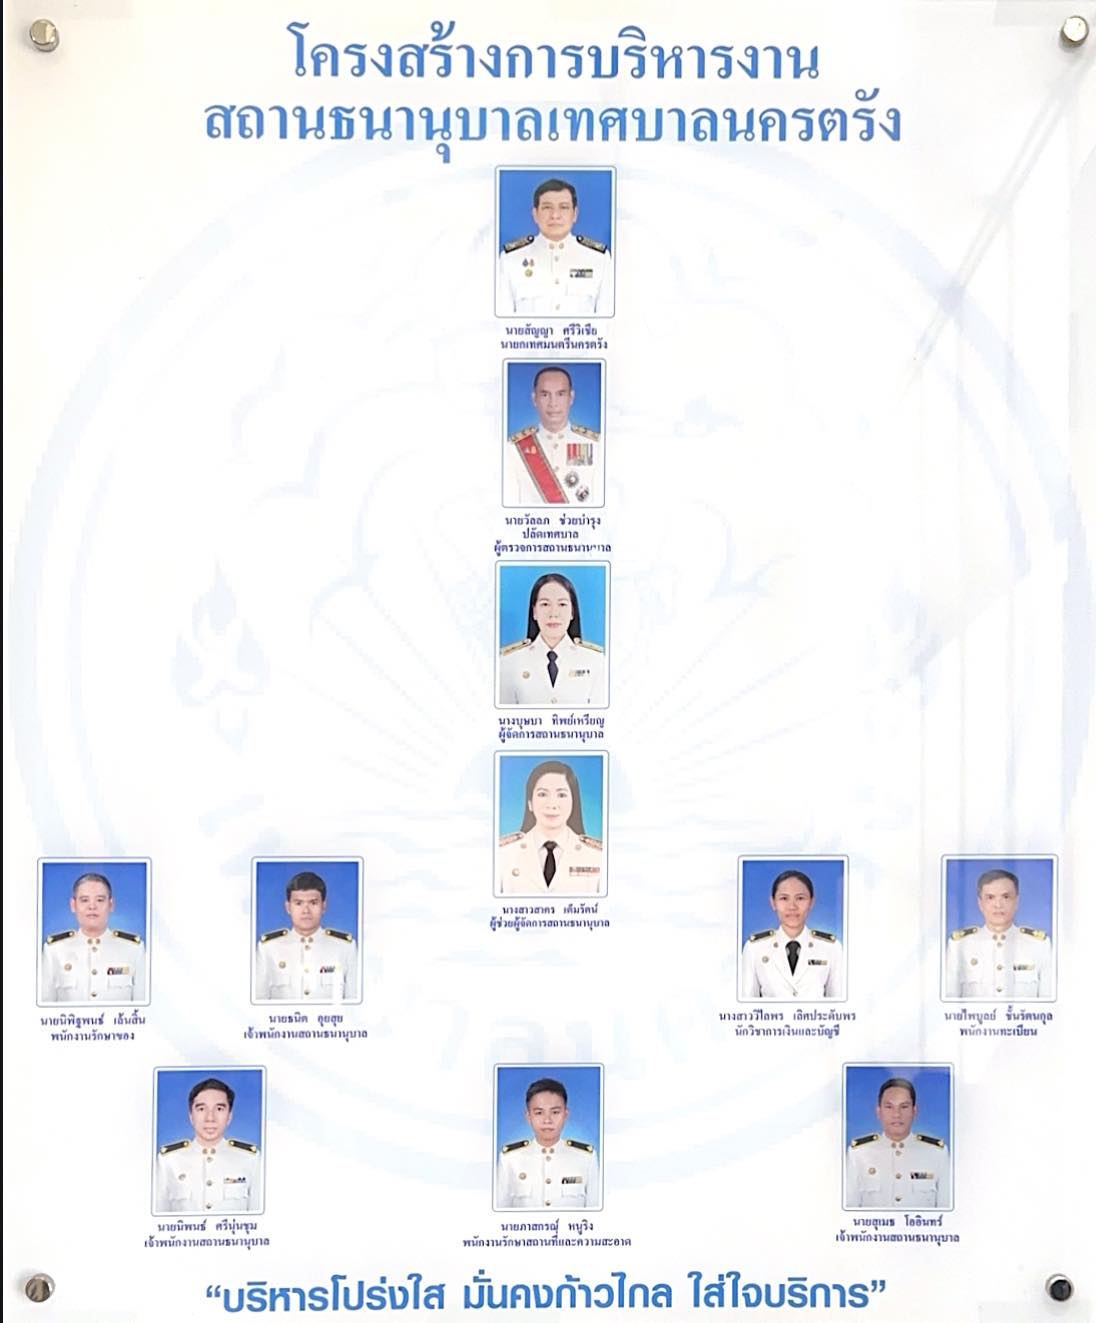 โครงสร้างการบริหารงาน
สถานธนานุบาลเทศบาลนครตรัง
นายสัญญา ศรีวิเชีย
นายกเทศมนตรีนครตรัง
นายวัลลภ ช่วยบำรุง
ปลัดเทศบาล
ผู้ตรวจการสถานธนานุบาล
นางบุษบา ทิพย์เหรียญ
ผู้จัดการสถานธนานุบาล
นางสาวสาคร เต็มรัตน์
ผู้ช่วยผู้จัดการสถานธนานุบาล
นายพิพิฐพนธ์ เล้นสิ้น
พนักงานรักษาของ
นายธนิต อุยสุย
เจ้าพนักงานสถานธนานุบาล
นางสาววิไลพร เลิศประดับพร
นักวิชาการเงินและบัญชี
นายไพบูลย์ ชั้นรัตนกุล
พนักงานทะเบียน
นายนิพนธ์ ศรีนุ่นชุม
เจ้าพนักงานสถานธนานุบาล
นายภาสกรณ์ หนูริง
พนักงานรักษาสถานที่และความสะอาด
นายสุเมธ โออินทร์
เจ้าพนักงานสถานธนานุบาล
“บริหารโปร่งใส มั่นคงก้าวไกล ใส่ใจบริการ”